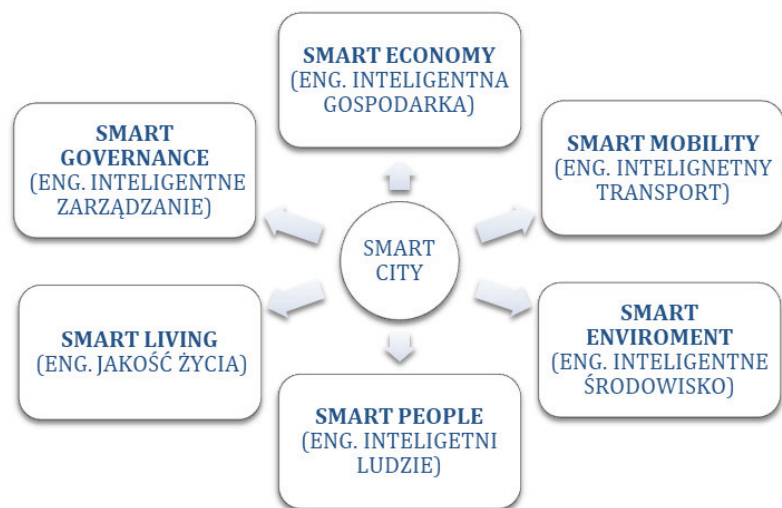 SMART ECONOMY
(ENG. INTELIGENTNA
GOSPODARKA)
SMART
GOVERNANCE
(ENG. INTELIGENTNE
ZARZĄDZANIE)
SMART MOBILITY
(ENG. INTELIGNETNY
TRANSPORT)
SMART
CITY
SMART LIVING
(ENG. JAKOŚĆ ŻYCIA)
SMART
ENVIROMENT
(ENG. INTELIGENTNE
ŚRODOWISKO)
SMART PEOPLE
(ENG. INTELIGETNI
LUDZIE)